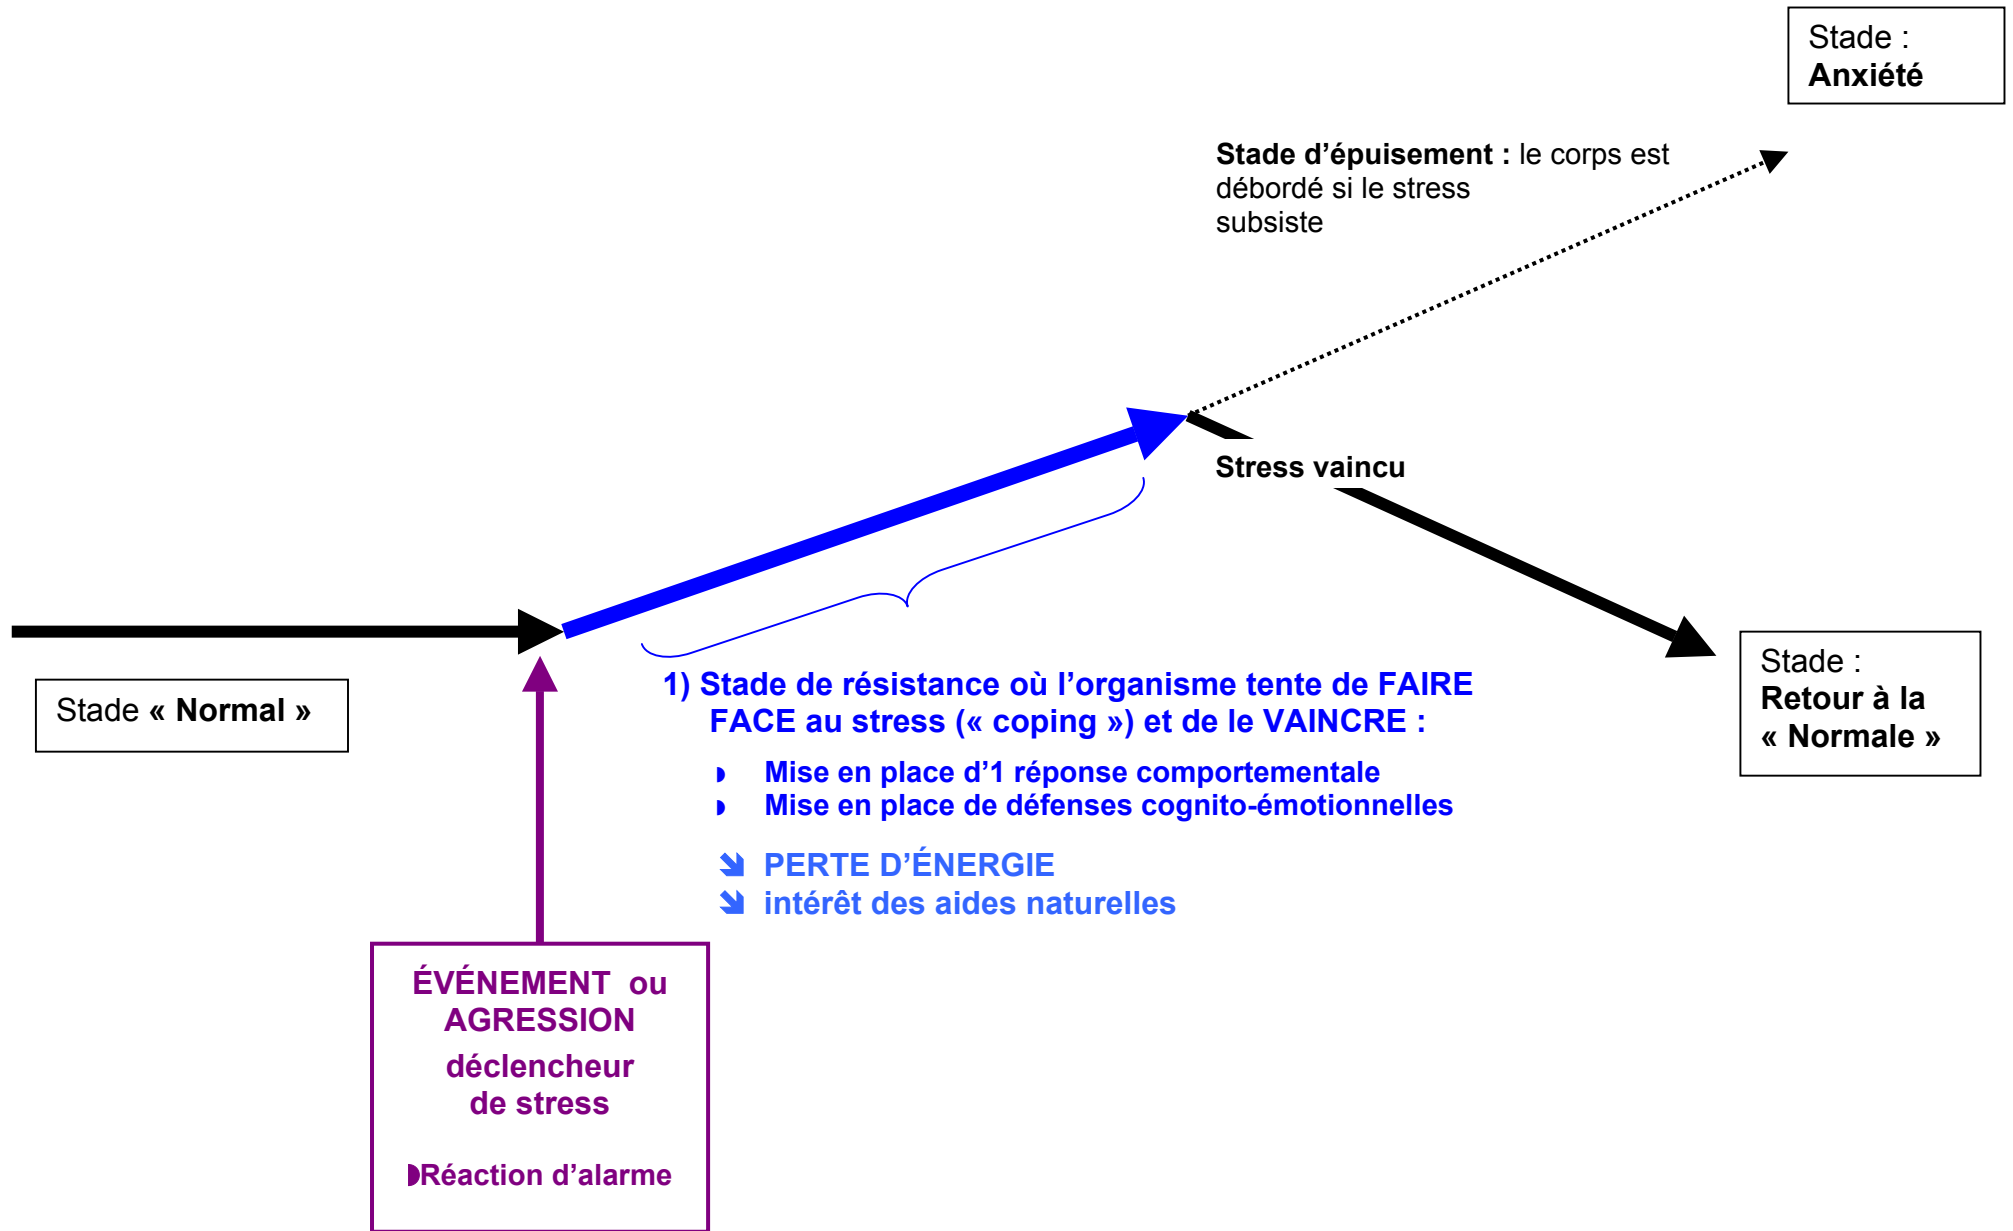 Stade :
Anxiété
Stade d’épuisement : le corps est
débordé si le stress
subsiste
Stress vaincu
Stade « Normal »
1) Stade de résistance où l’organisme tente de FAIRE
FACE au stress (« coping ») et de le VAINCRE :
Mise en place d’1 réponse comportementale
Mise en place de défenses cognito-émotionnelles
PERTE D’ÉNERGIE
intérêt des aides naturelles
Stade :
Retour à la
« Normale »
ÉVÉNEMENT ou
AGRESSION
déclencheur
de stress
Réaction d’alarme